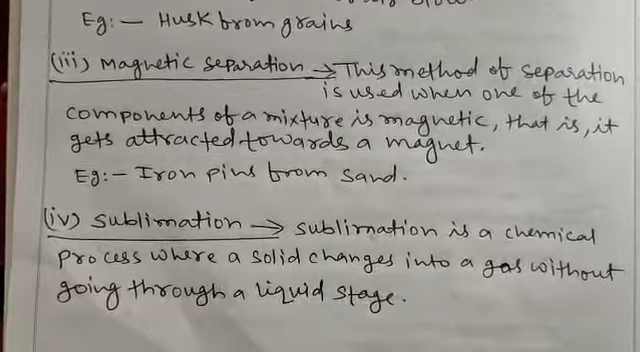 Eg:- Husk from grains
(iii) Magnetic separation → This method of separation
is used when one of the
components of a mixture is magnetic, that is, it
gets attracted towards a magnet.
Eg:- Iron pins from sand.
(iv) Sublimation → sublimation is a chemical
process where a solid changes into a gas without
going through a liquid stage.